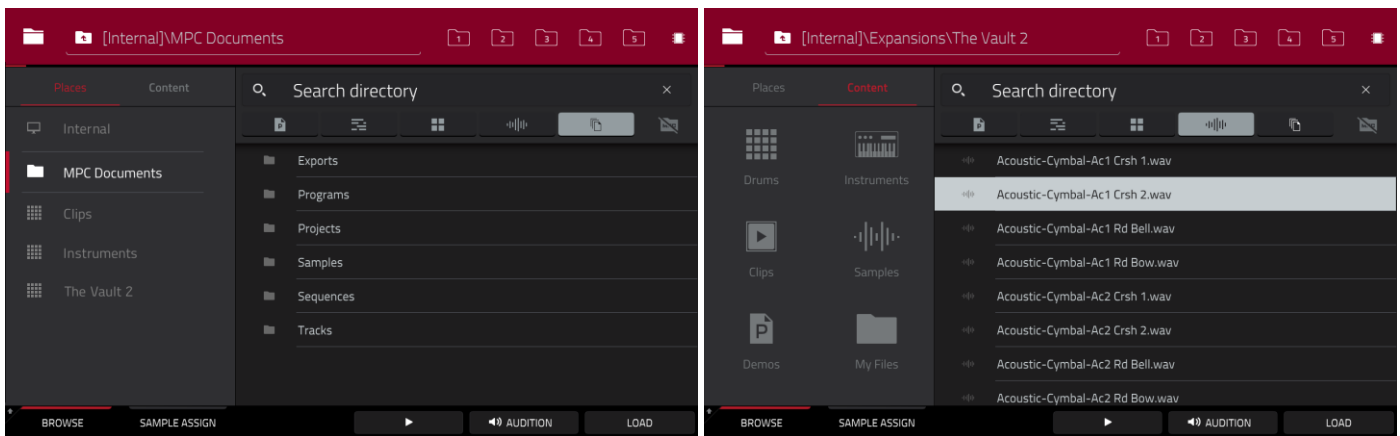 [Internal]\MPC Documents
1 2 3 4 5
Places Content
Search directory
P
Internal
MPC Documents
Clips
Instruments
The Vault 2
Exports
Programs
Projects
Samples
Sequences
Tracks
BROWSE SAMPLE ASSIGN AUDITION LOAD
[Internal]\Expansions\The Vault 2
1 2 3 4 5
Places Content
Search directory
P
Drums Instruments
Clips Samples
P
Demos My Files
Acoustic-Cymbal-Ac1 Crsh 1.wav
Acoustic-Cymbal-Ac1 Crsh 2.wav
Acoustic-Cymbal-Ac1 Rd Bell.wav
Acoustic-Cymbal-Ac1 Rd Bow.wav
Acoustic-Cymbal-Ac2 Crsh 1.wav
Acoustic-Cymbal-Ac2 Crsh 2.wav
Acoustic-Cymbal-Ac2 Rd Bell.wav
Acoustic-Cymbal-Ac2 Rd Bow.wav
BROWSE SAMPLE ASSIGN AUDITION LOAD